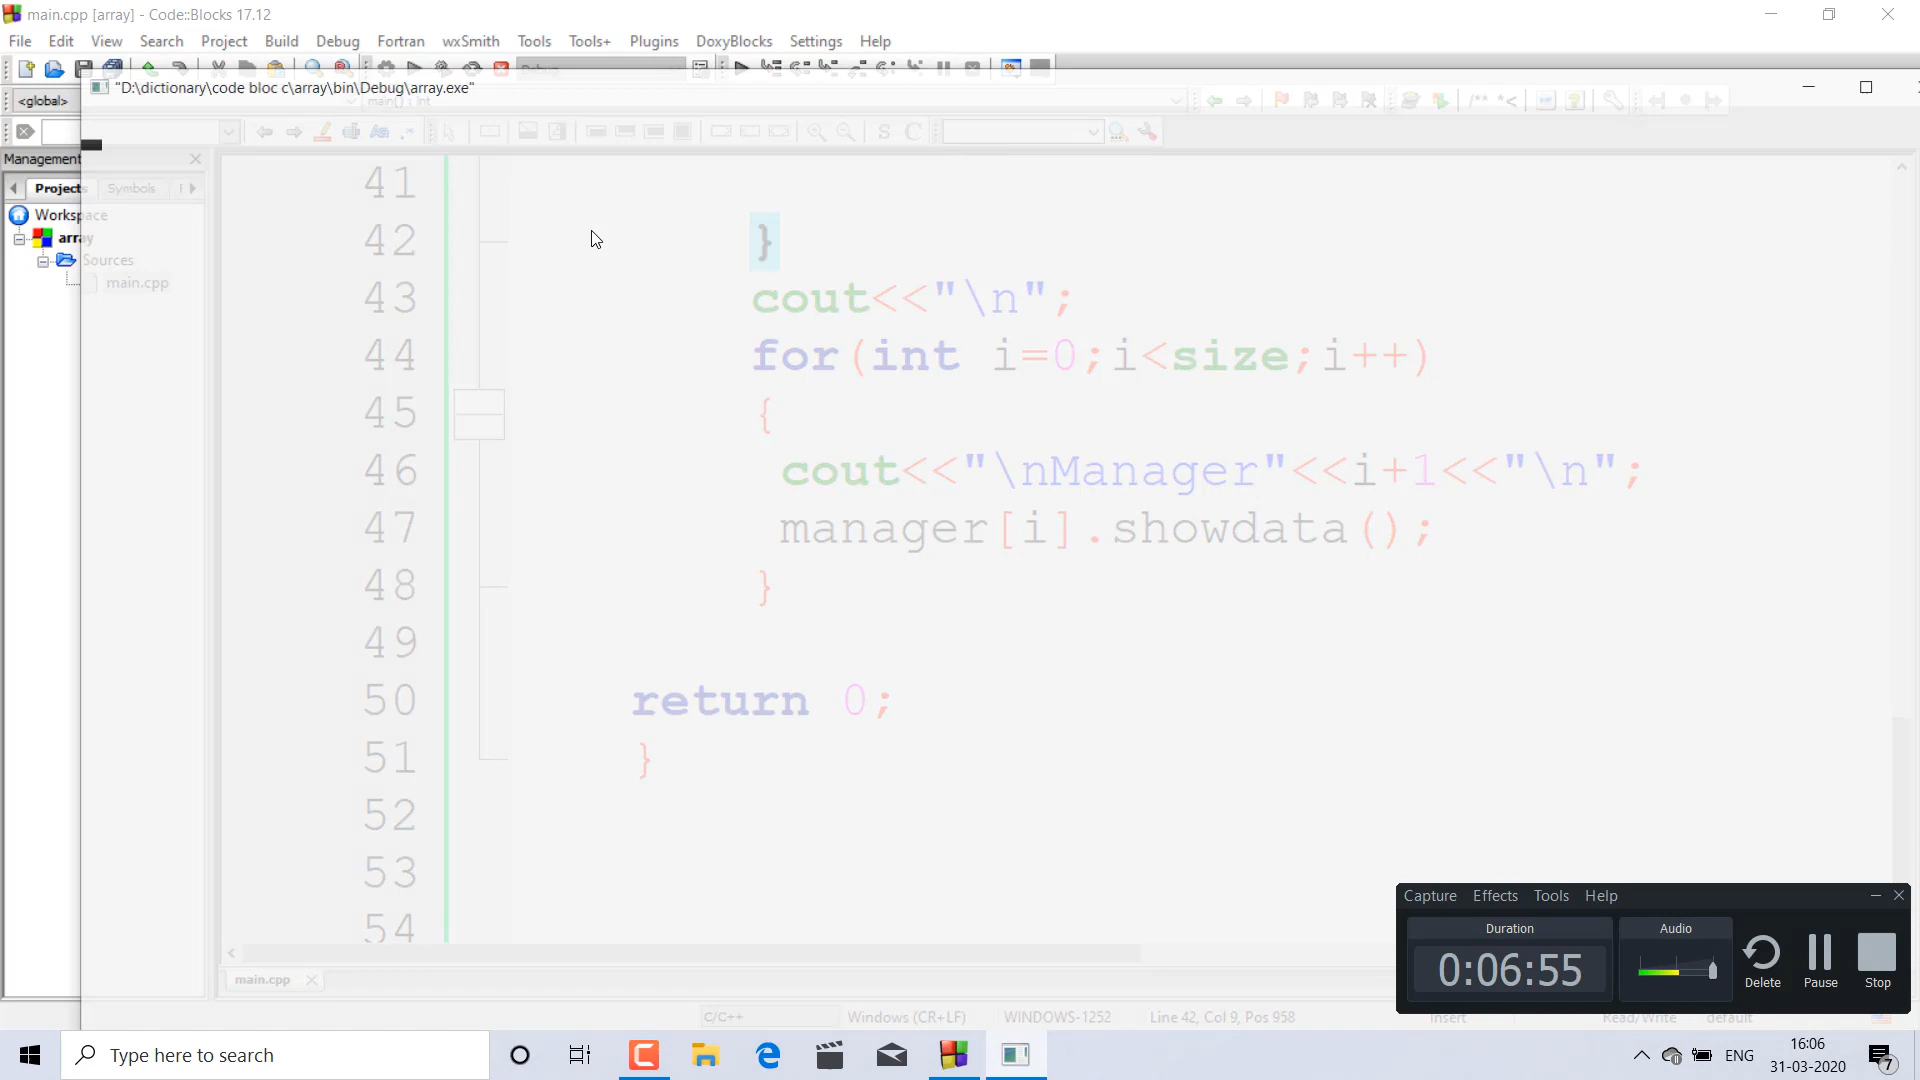 main.cpp [array] - Code::Blocks 17.12
File Edit View Search Project Build Debug Fortran wxSmith Tools Tools+ Plugins DoxyBlocks Settings Help
Debug
"D:\dictionary\code bloc c\array\bin\Debug\array.exe"
<global>
main() : int
/** *<
S C
Management
Projects Symbols
Workspace
array
Sources
main.cpp
41
42 }
43 cout<<"\n";
44 for(int i=0;i<size;i++)
45 {
46 cout<<"\nManager"<<i+1<<"\n";
47 manager[i].showdata();
48 }
49
50 return 0;
51 }
52
53
54
main.cpp
C/C++ Windows (CR+LF) WINDOWS-1252 Line 42, Col 9, Pos 958 Insert Read/Write default
Capture Effects Tools Help
Duration Audio
0:06:55
Delete Pause Stop
Type here to search
ENG
16:06
31-03-2020
7